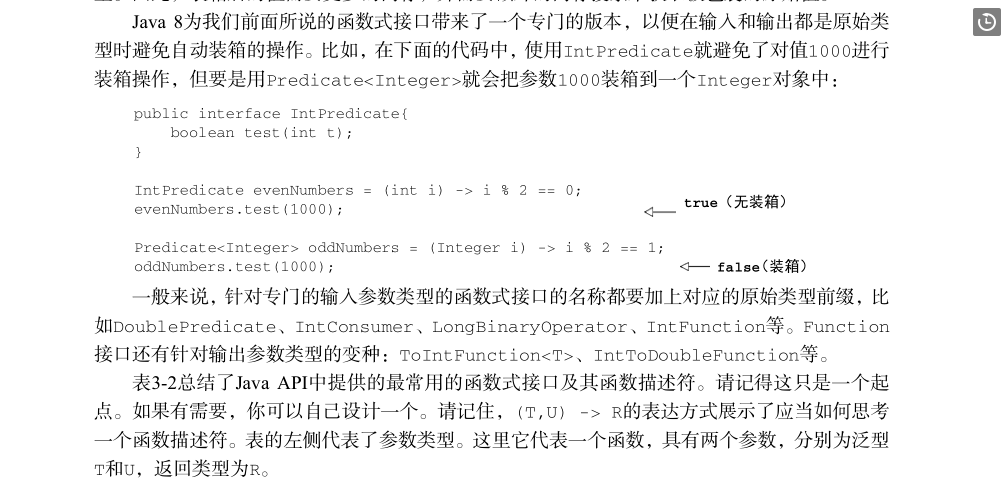 Java 8为我们前面所说的函数式接口带来了一个专门的版本，以便在输入和输出都是原始类
型时避免自动装箱的操作。比如，在下面的代码中，使用IntPredicate就避免了对值1000进行
装箱操作，但要是用Predicate<Integer>就会把参数1000装箱到一个Integer对象中：
public interface IntPredicate{
boolean test(int t);
}
IntPredicate evenNumbers = (int i) -> i % 2 == 0;
evenNumbers.test(1000);
true（无装箱）
Predicate<Integer> oddNumbers = (Integer i) -> i % 2 == 1;
oddNumbers.test(1000);
false（装箱）
一般来说，针对专门的输入参数类型的函数式接口的名称都要加上对应的原始类型前缀，比
如DoublePredicate、IntConsumer、LongBinaryOperator、IntFunction等。Function
接口还有针对输出参数类型的变种：ToIntFunction<T>、IntToDoubleFunction等。
表3-2总结了Java API中提供的最常用的函数式接口及其函数描述符。请记得这只是一个起
点。如果有需要，你可以自己设计一个。请记住，(T,U) -> R的表达方式展示了应当如何思考
一个函数描述符。表的左侧代表了参数类型。这里它代表一个函数，具有两个参数，分别为泛型
T和U，返回类型为R。